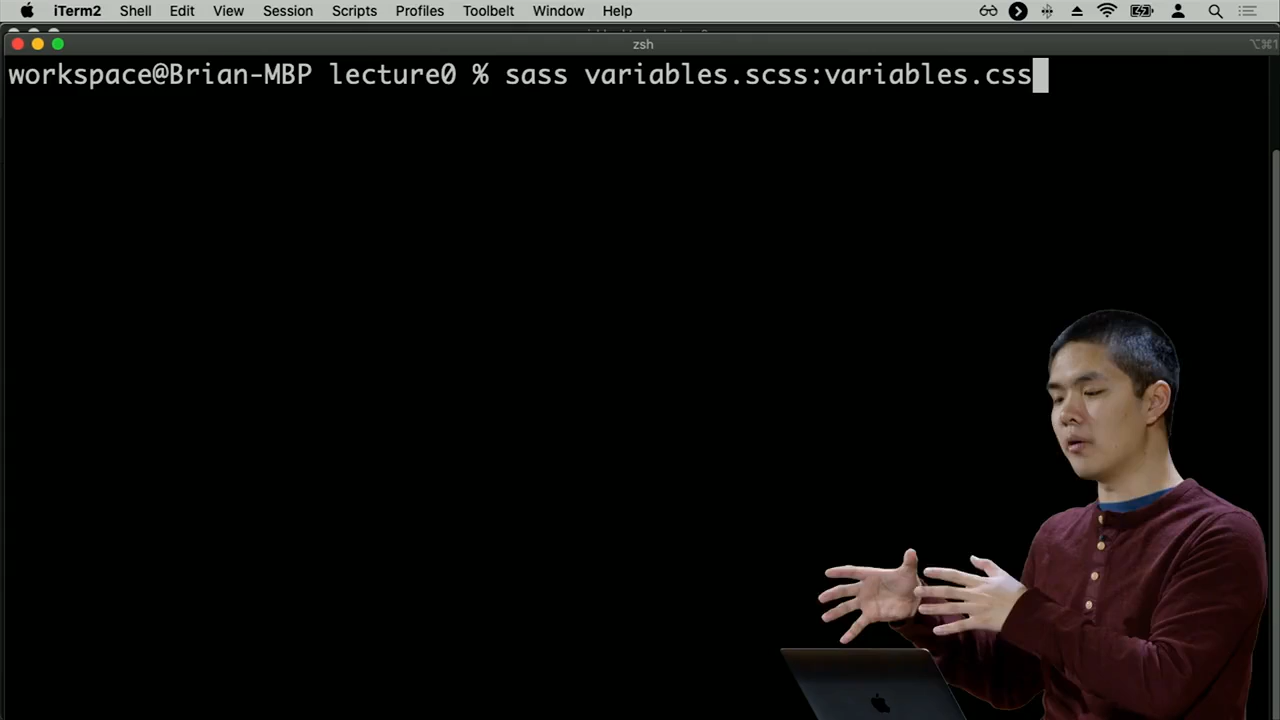 iTerm2 Shell Edit View Session Scripts Profiles Toolbelt Window Help
zsh
workspace@Brian-MBP lecture0 % sass variables.scss:variables.css